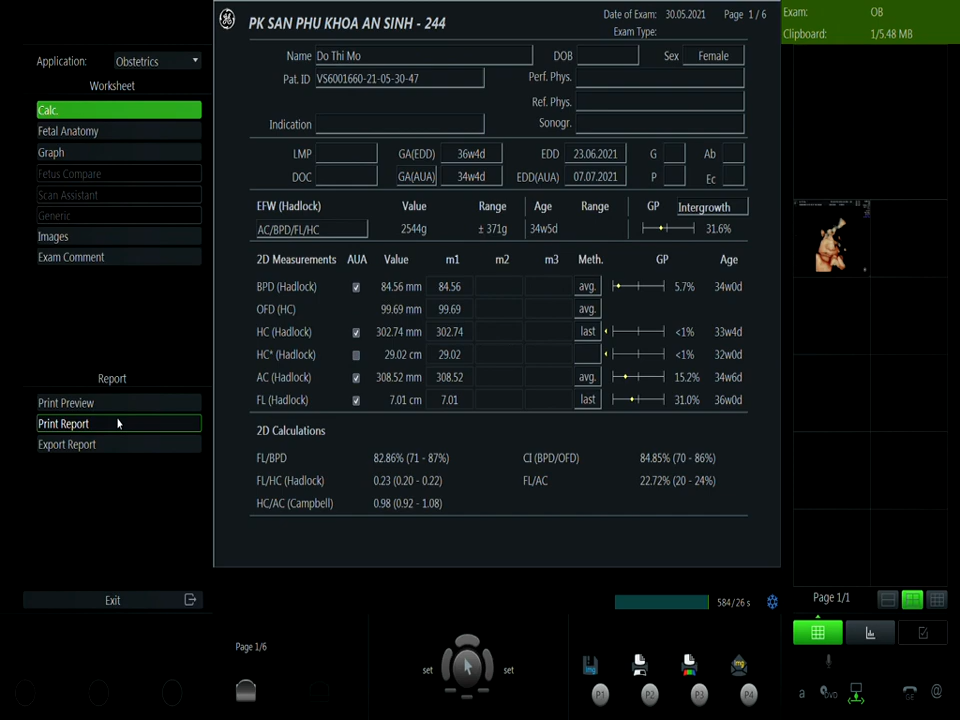 PK SAN PHU KHOA AN SINH - 244
Date of Exam: 30.05.2021 Page 1 / 6
Exam Type:
Exam: OB
Clipboard: 1/5.48 MB
Application: Obstetrics
Worksheet
Calc.
Fetal Anatomy
Graph
Fetus Compare
Scan Assistant
Generic
Images
Exam Comment
Report
Print Preview
Print Report
Export Report
Exit
Name Do Thi Mo DOB Sex Female
Pat. ID VS6001660-21-05-30-47 Perf. Phys.
Ref. Phys.
Indication Sonogr.
LMP GA(EDD) 36w4d EDD 23.06.2021 G Ab
DOC GA(AUA) 34w4d EDD(AUA) 07.07.2021 P Ec
EFW (Hadlock) Value Range Age Range GP Intergrowth
AC/BPD/FL/HC 2544g ± 371g 34w5d 31.6%
2D Measurements AUA Value m1 m2 m3 Meth. GP Age
BPD (Hadlock) 84.56 mm 84.56 avg. 5.7% 34w0d
OFD (HC) 99.69 mm 99.69 avg.
HC (Hadlock) 302.74 mm 302.74 last <1% 33w4d
HC* (Hadlock) 29.02 cm 29.02 <1% 32w0d
AC (Hadlock) 308.52 mm 308.52 avg. 15.2% 34w6d
FL (Hadlock) 7.01 cm 7.01 last 31.0% 36w0d
2D Calculations
FL/BPD 82.86% (71 - 87%) CI (BPD/OFD) 84.85% (70 - 86%)
FL/HC (Hadlock) 0.23 (0.20 - 0.22) FL/AC 22.72% (20 - 24%)
HC/AC (Campbell) 0.98 (0.92 - 1.08)
584/26 s
Page 1/1
Page 1/6
set set
img
P1 P2 P3 P4
a DVD @